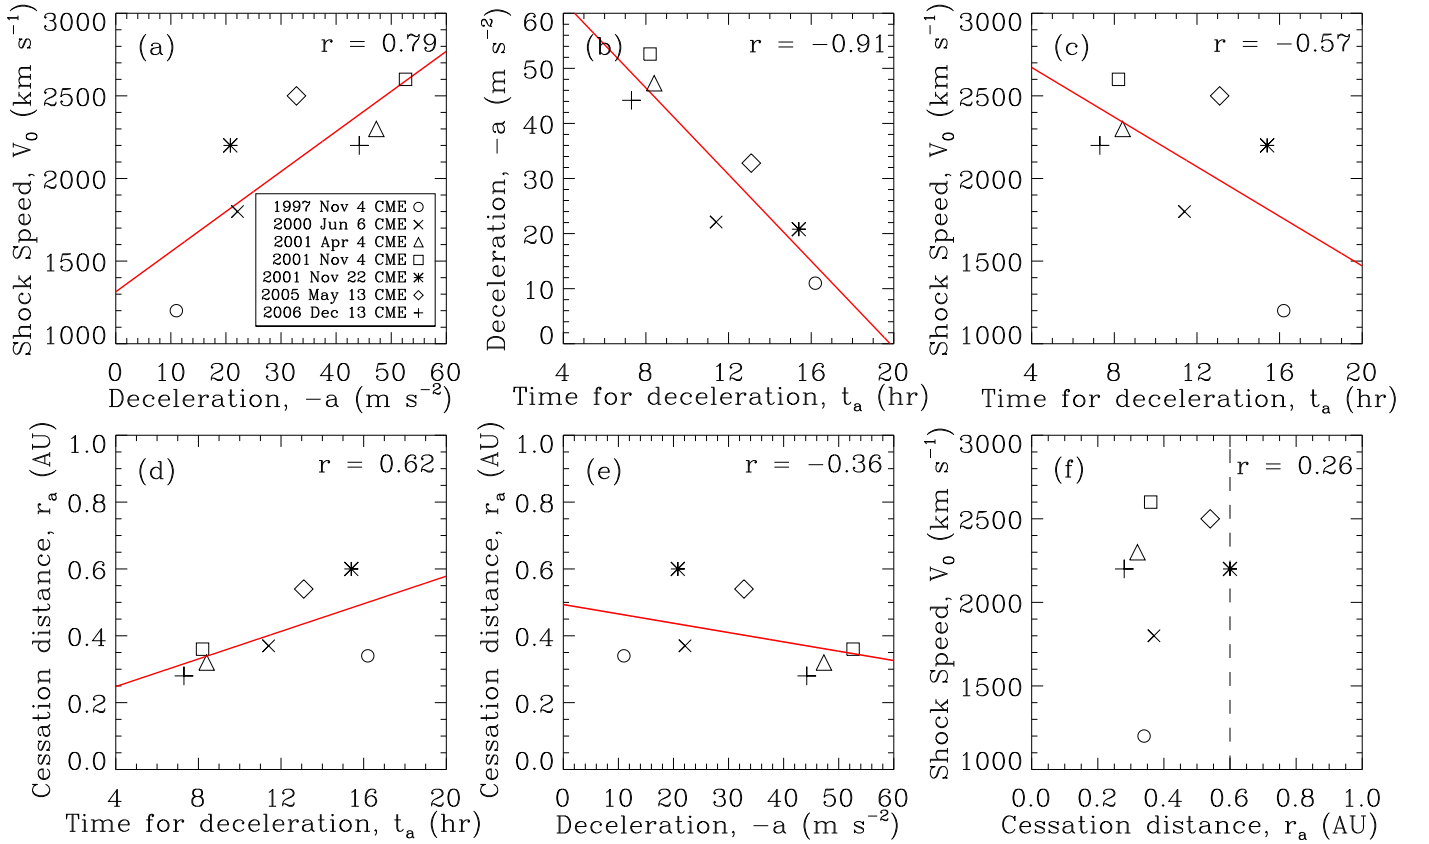 (a)
r = 0.79
Shock Speed, V0 (km s−1)
3000
2500
2000
1500
1000
1997 Nov 4 CME
2000 Jun 6 CME
2001 Apr 4 CME
2001 Nov 4 CME
2001 Nov 22 CME
2005 May 13 CME
2006 Dec 13 CME
0 10 20 30 40 50 60
Deceleration, −a (m s−2)
(b)
r = −0.91
Deceleration, −a (m s−2)
60
50
40
30
20
10
0
4 8 12 16 20
Time for deceleration, ta (hr)
(c)
r = −0.57
Shock Speed, V0 (km s−1)
3000
2500
2000
1500
1000
4 8 12 16 20
Time for deceleration, ta (hr)
(d)
r = 0.62
Cessation distance, ra (AU)
1.0
0.8
0.6
0.4
0.2
0.0
4 8 12 16 20
Time for deceleration, ta (hr)
(e)
r = −0.36
Cessation distance, ra (AU)
1.0
0.8
0.6
0.4
0.2
0.0
0 10 20 30 40 50 60
Deceleration, −a (m s−2)
(f)
r = 0.26
Shock Speed, V0 (km s−1)
3000
2500
2000
1500
1000
0.0 0.2 0.4 0.6 0.8 1.0
Cessation distance, ra (AU)